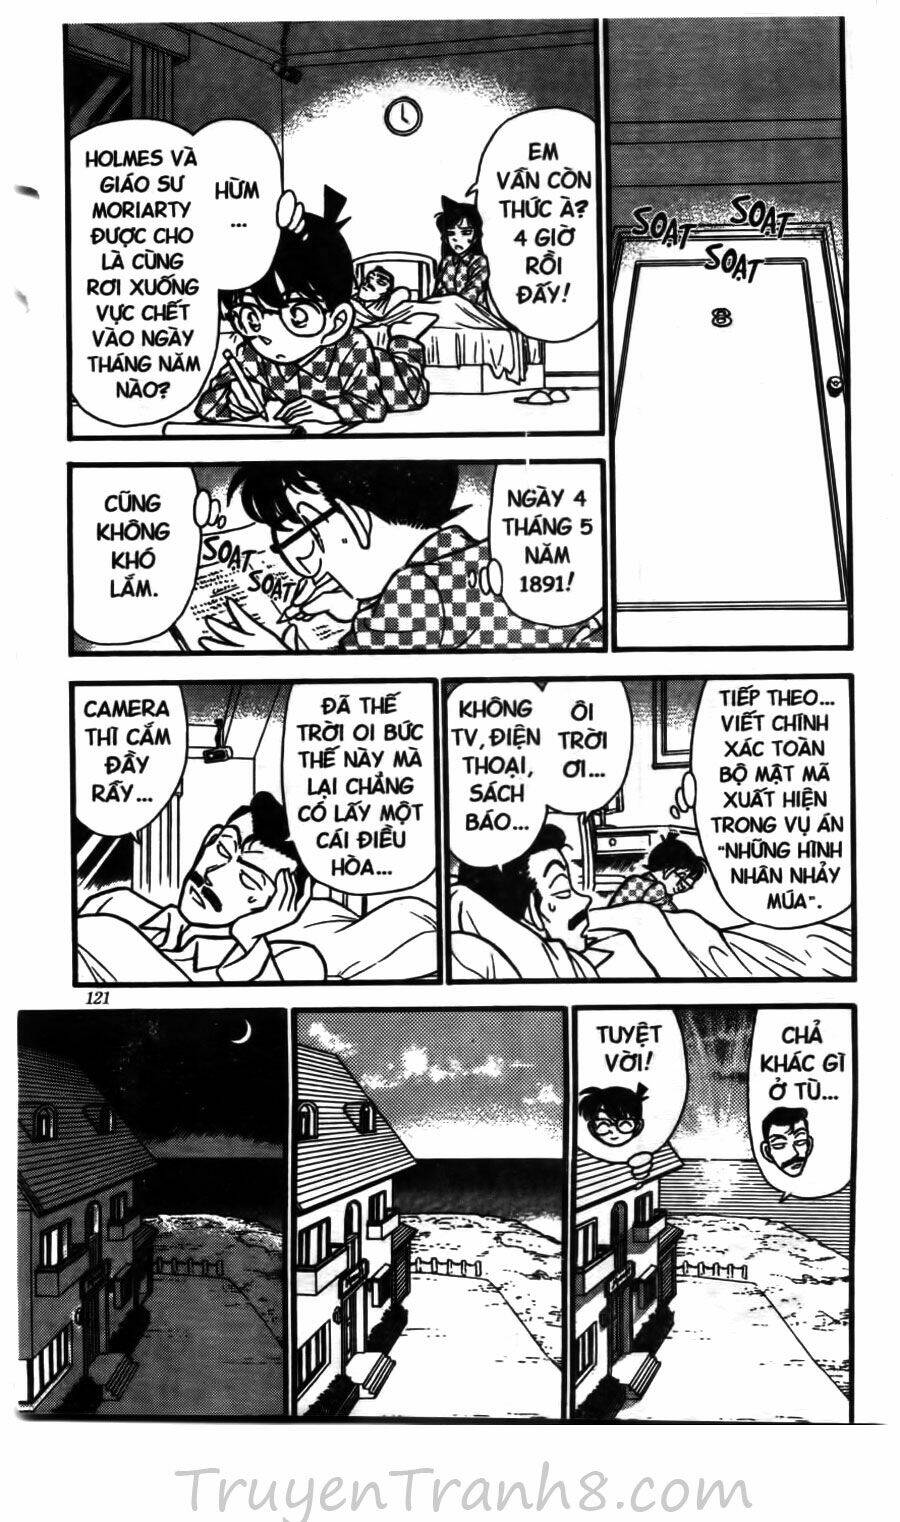 SOẠT
SOẠT
SOẠT
8
EM
VẪN CÒN
THỨC À?
4 GIỜ
RỒI
ĐẤY!
HỪM
...
HOLMES VÀ
GIÁO SƯ
MORIARTY
ĐƯỢC CHO
LÀ CÙNG
RƠI XUỐNG
VỰC CHẾT
VÀO NGÀY
THÁNG NĂM
NÀO?
NGÀY 4
THÁNG 5
NĂM
1891!
SOẠT
SOẠT
CŨNG
KHÔNG
KHÓ
LẮM.
TIẾP THEO...
VIẾT CHÍNH
XÁC TOÀN
BỘ MẬT MÃ
XUẤT HIỆN
TRONG VỤ ÁN
"NHỮNG HÌNH
NHÂN NHẢY
MÚA".
ÔI
TRỜI
ƠI...
KHÔNG
TV, ĐIỆN
THOẠI,
SÁCH
BÁO...
ĐÃ THẾ
TRỜI OI BỨC
THẾ NÀY MÀ
LẠI CHẲNG
CÓ LẤY MỘT
CÁI ĐIỀU
HÒA...
CAMERA
THÌ CẮM
ĐẦY
RẪY...
121
CHẢ
KHÁC GÌ
Ở TÙ...
TUYỆT
VỜI!
TruyenTranh8.com